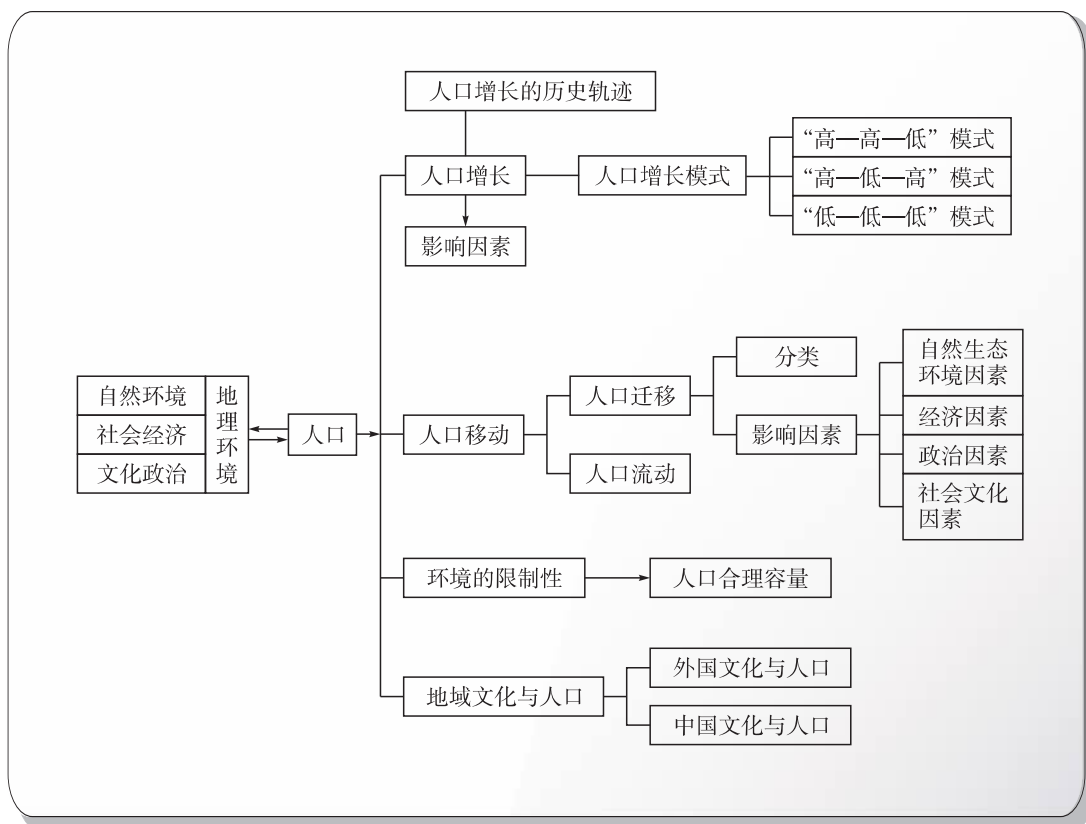 人口增长的历史轨迹
人口增长
人口增长模式
“高—高—低”模式
“高—低—高”模式
“低—低—低”模式
影响因素
自然环境
社会经济
文化政治
地理环境
人口
人口移动
人口迁移
分类
影响因素
自然生态
环境因素
经济因素
政治因素
社会文化
因素
人口流动
环境的限制性
人口合理容量
地域文化与人口
外国文化与人口
中国文化与人口